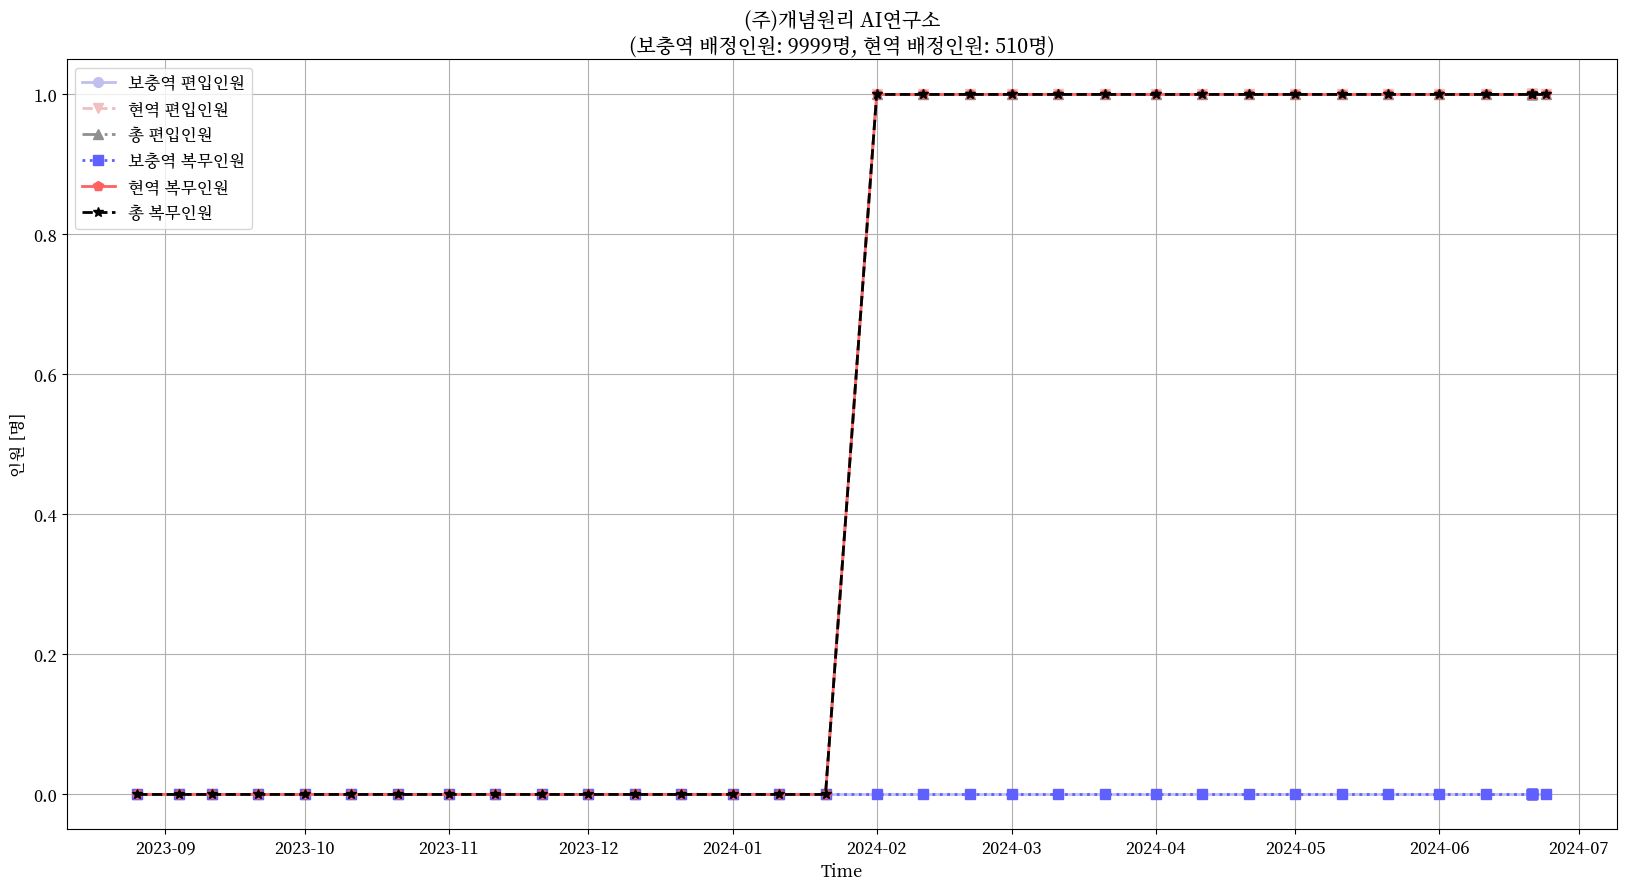 (주)개념원리 AI연구소
(보충역 배정인원: 9999명, 현역 배정인원: 510명)
보충역 편입인원
현역 편입인원
총 편입인원
보충역 복무인원
현역 복무인원
총 복무인원
1.0
0.8
0.6
0.4
0.2
0.0
인원 [명]
2023-09
2023-10
2023-11
2023-12
2024-01
2024-02
2024-03
2024-04
2024-05
2024-06
2024-07
Time